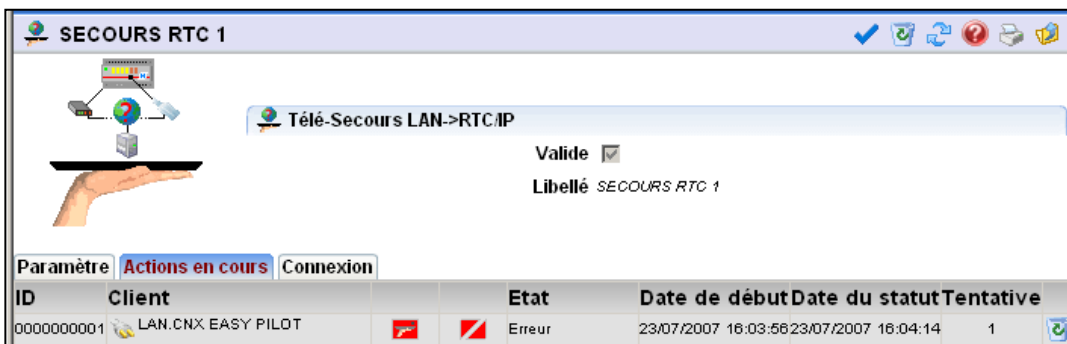 SECOURS RTC 1
Télé-Secours LAN->RTC/IP
Valide
Libellé SECOURS RTC 1
Paramètre Actions en cours Connexion
ID Client Etat Date de début Date du statut Tentative
0000000001 LAN.CNX EASY PILOT Erreur 23/07/2007 16:03:56 23/07/2007 16:04:14 1